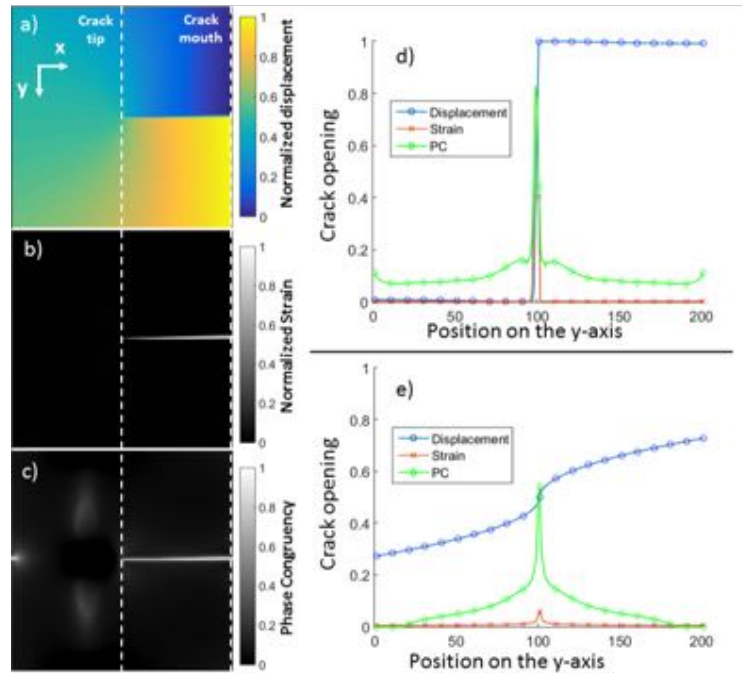 a)
Crack
tip
Crack
mouth
x
y
1
0.8
0.6
0.4
0.2
0
Normalized displacement
b)
1
0.8
0.6
0.4
0.2
0
Normalized Strain
c)
1
0.8
0.6
0.4
0.2
0
Phase Congruency
d)
1
0.8
0.6
0.4
0.2
0
Crack opening
Displacement
Strain
PC
0 50 100 150 200
Position on the y-axis
e)
1
0.8
0.6
0.4
0.2
0
Crack opening
Displacement
Strain
PC
0 50 100 150 200
Position on the y-axis